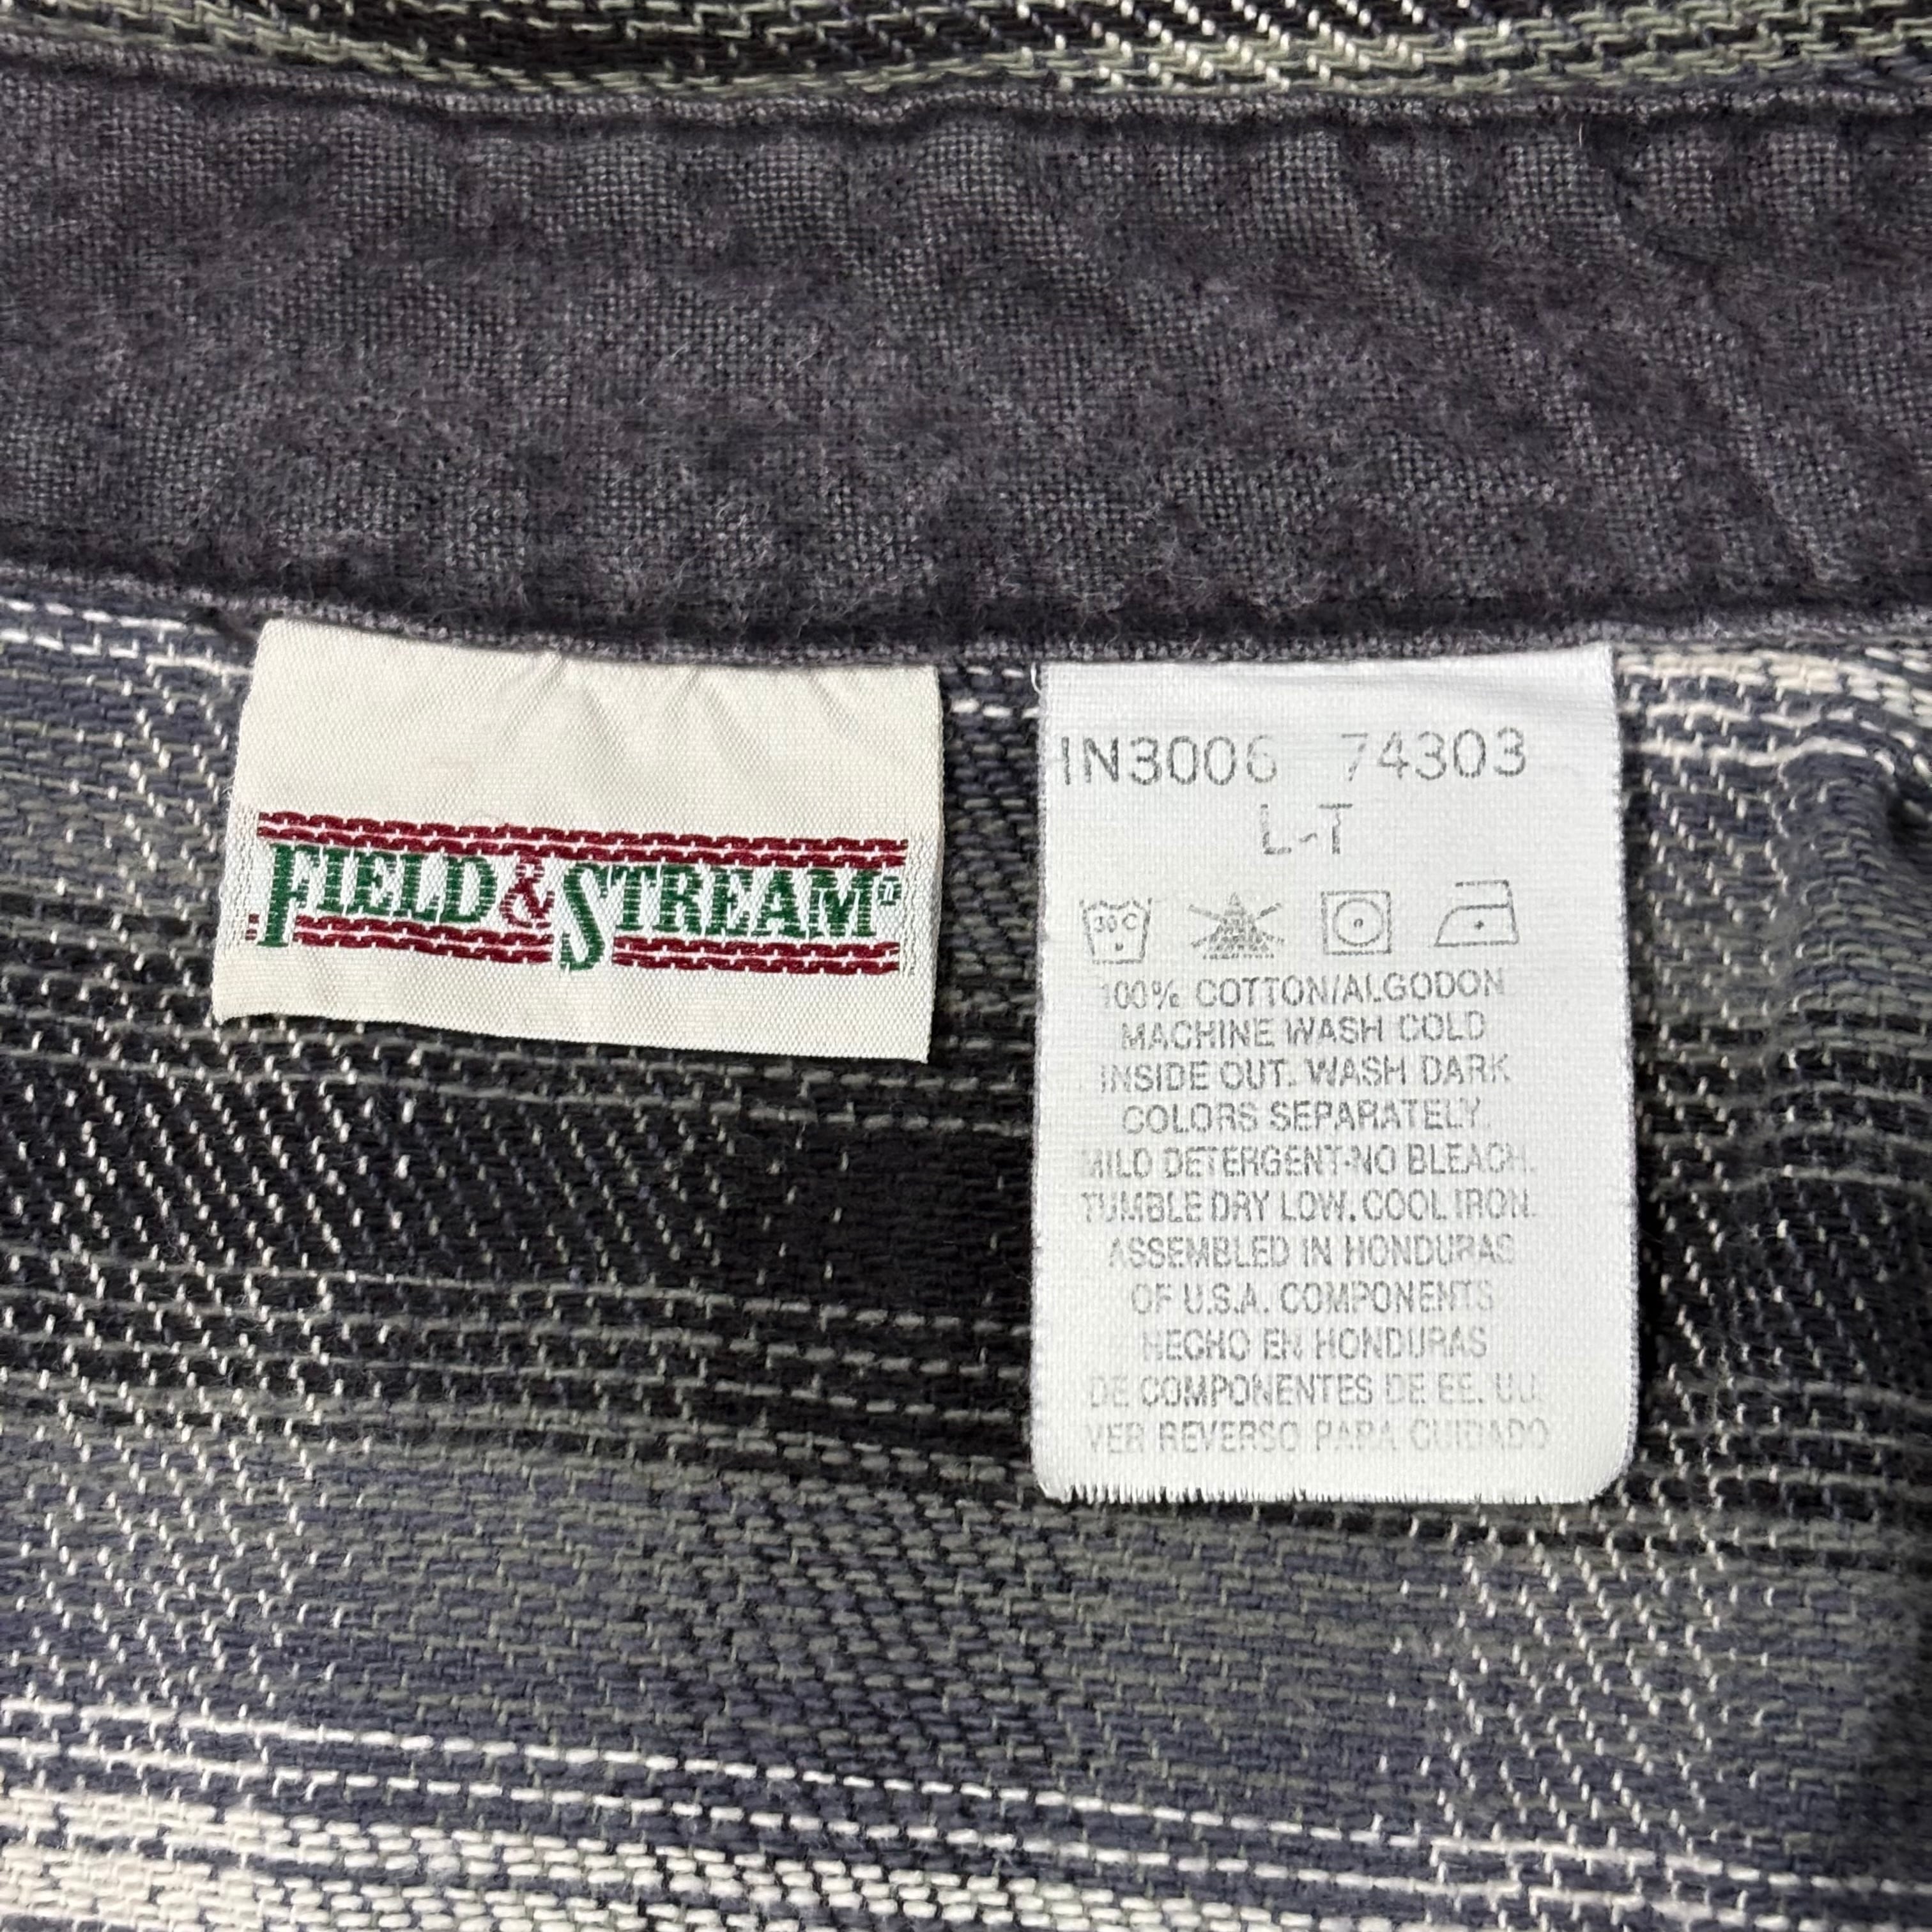 FIELD & STREAM
IN3006 74303
L-T
30C
100% COTTON/ALGODON
MACHINE WASH COLD
INSIDE OUT. WASH DARK
COLORS SEPARATELY.
MILD DETERGENT-NO BLEACH.
TUMBLE DRY LOW. COOL IRON.
ASSEMBLED IN HONDURAS
OF U.S.A. COMPONENTS
HECHO EN HONDURAS
DE COMPONENTES DE EE. UU.
VER REVERSO PARA CUIDADO